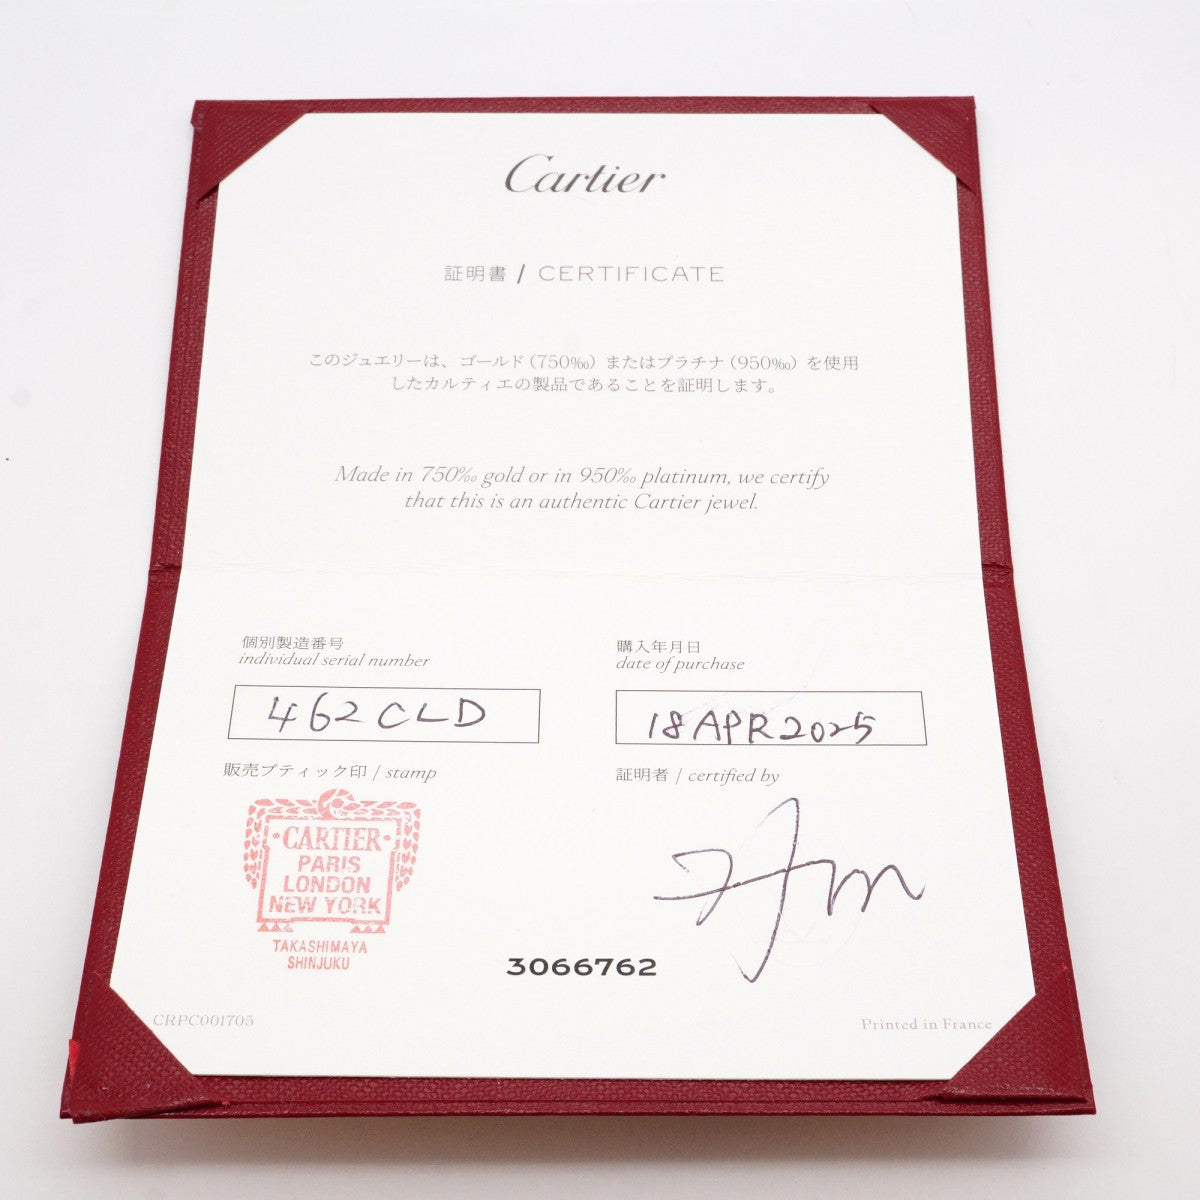 Cartier
証明書 / CERTIFICATE
このジュエリーは、ゴールド（750‰）またはプラチナ（950‰）を使用
したカルティエの製品であることを証明します。
Made in 750‰ gold or in 950‰ platinum, we certify
that this is an authentic Cartier jewel.
個別製造番号
individual serial number
462CLD
購入年月日
date of purchase
18 APR 2025
販売ブティック印 / stamp
CARTIER
PARIS
LONDON
NEW YORK
TAKASHIMAYA
SHINJUKU
証明者 / certified by
3066762
CRPC001705
Printed in France